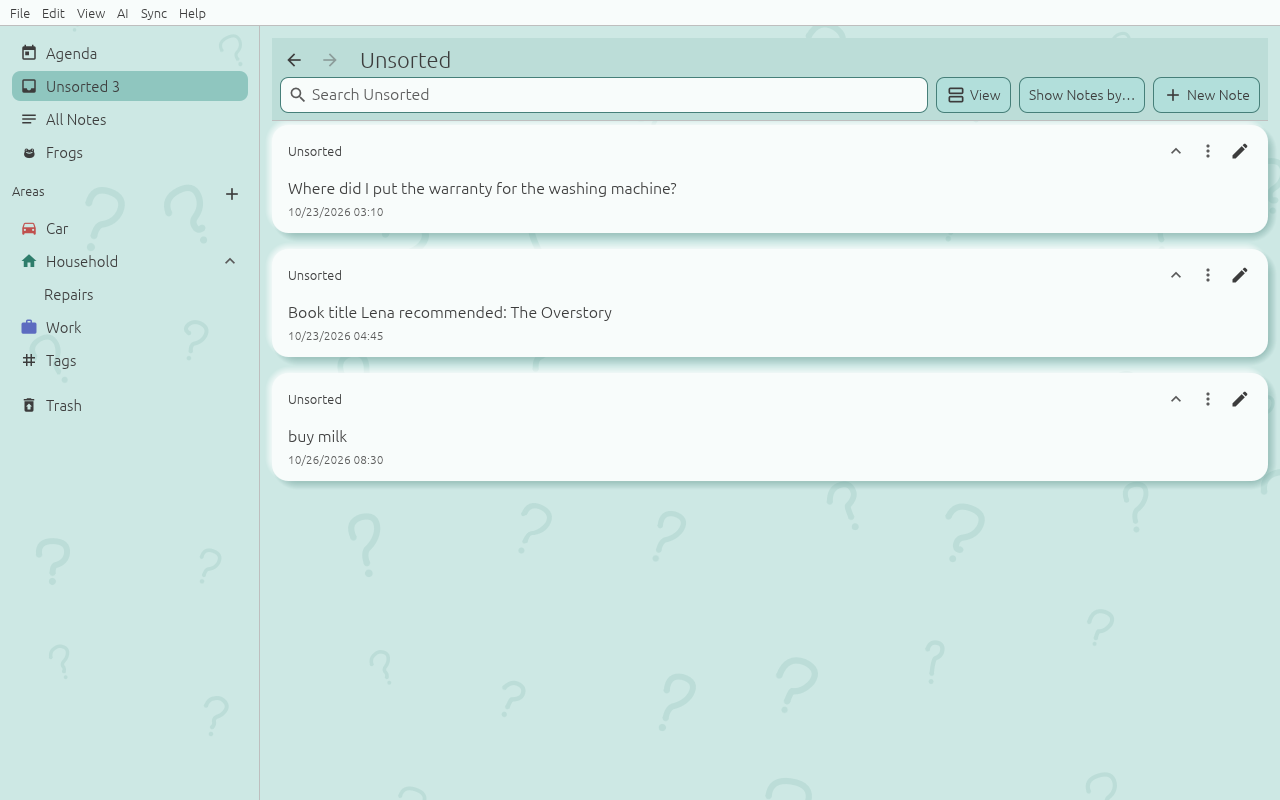 File Edit View AI Sync Help
Agenda
Unsorted 3
All Notes
Frogs
Areas
Car
Household
Repairs
Work
Tags
Trash
Unsorted
Search Unsorted
View
Show Notes by...
New Note
Unsorted
Where did I put the warranty for the washing machine?
10/23/2026 03:10
Unsorted
Book title Lena recommended: The Overstory
10/23/2026 04:45
Unsorted
buy milk
10/26/2026 08:30